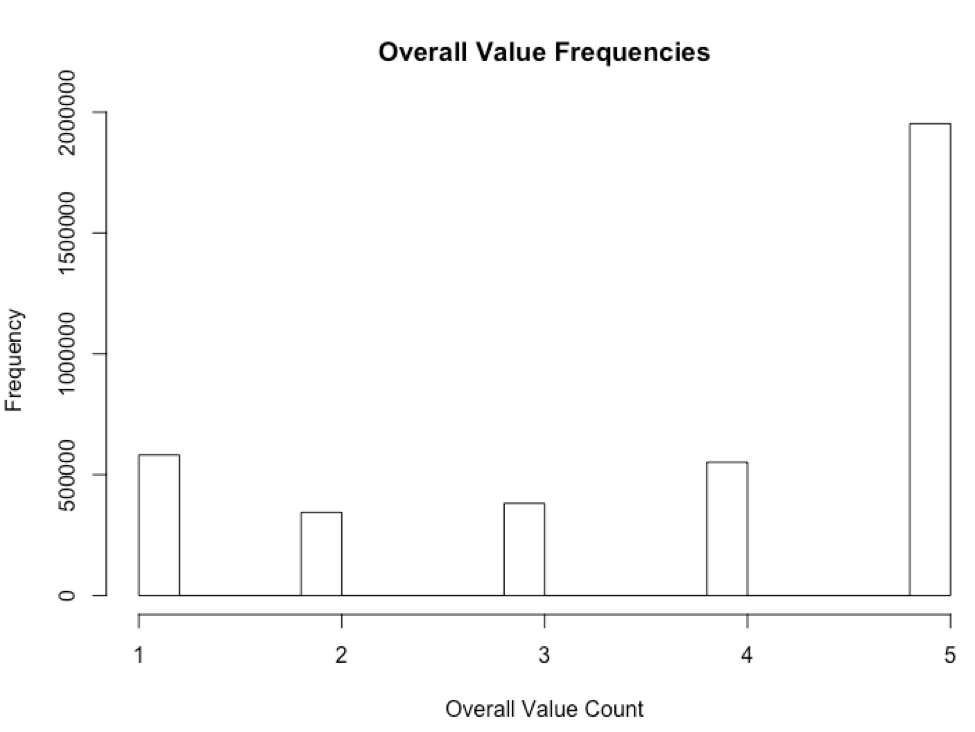 Overall Value Frequencies
Frequency
2000000
1500000
1000000
500000
0
1 2 3 4 5
Overall Value Count